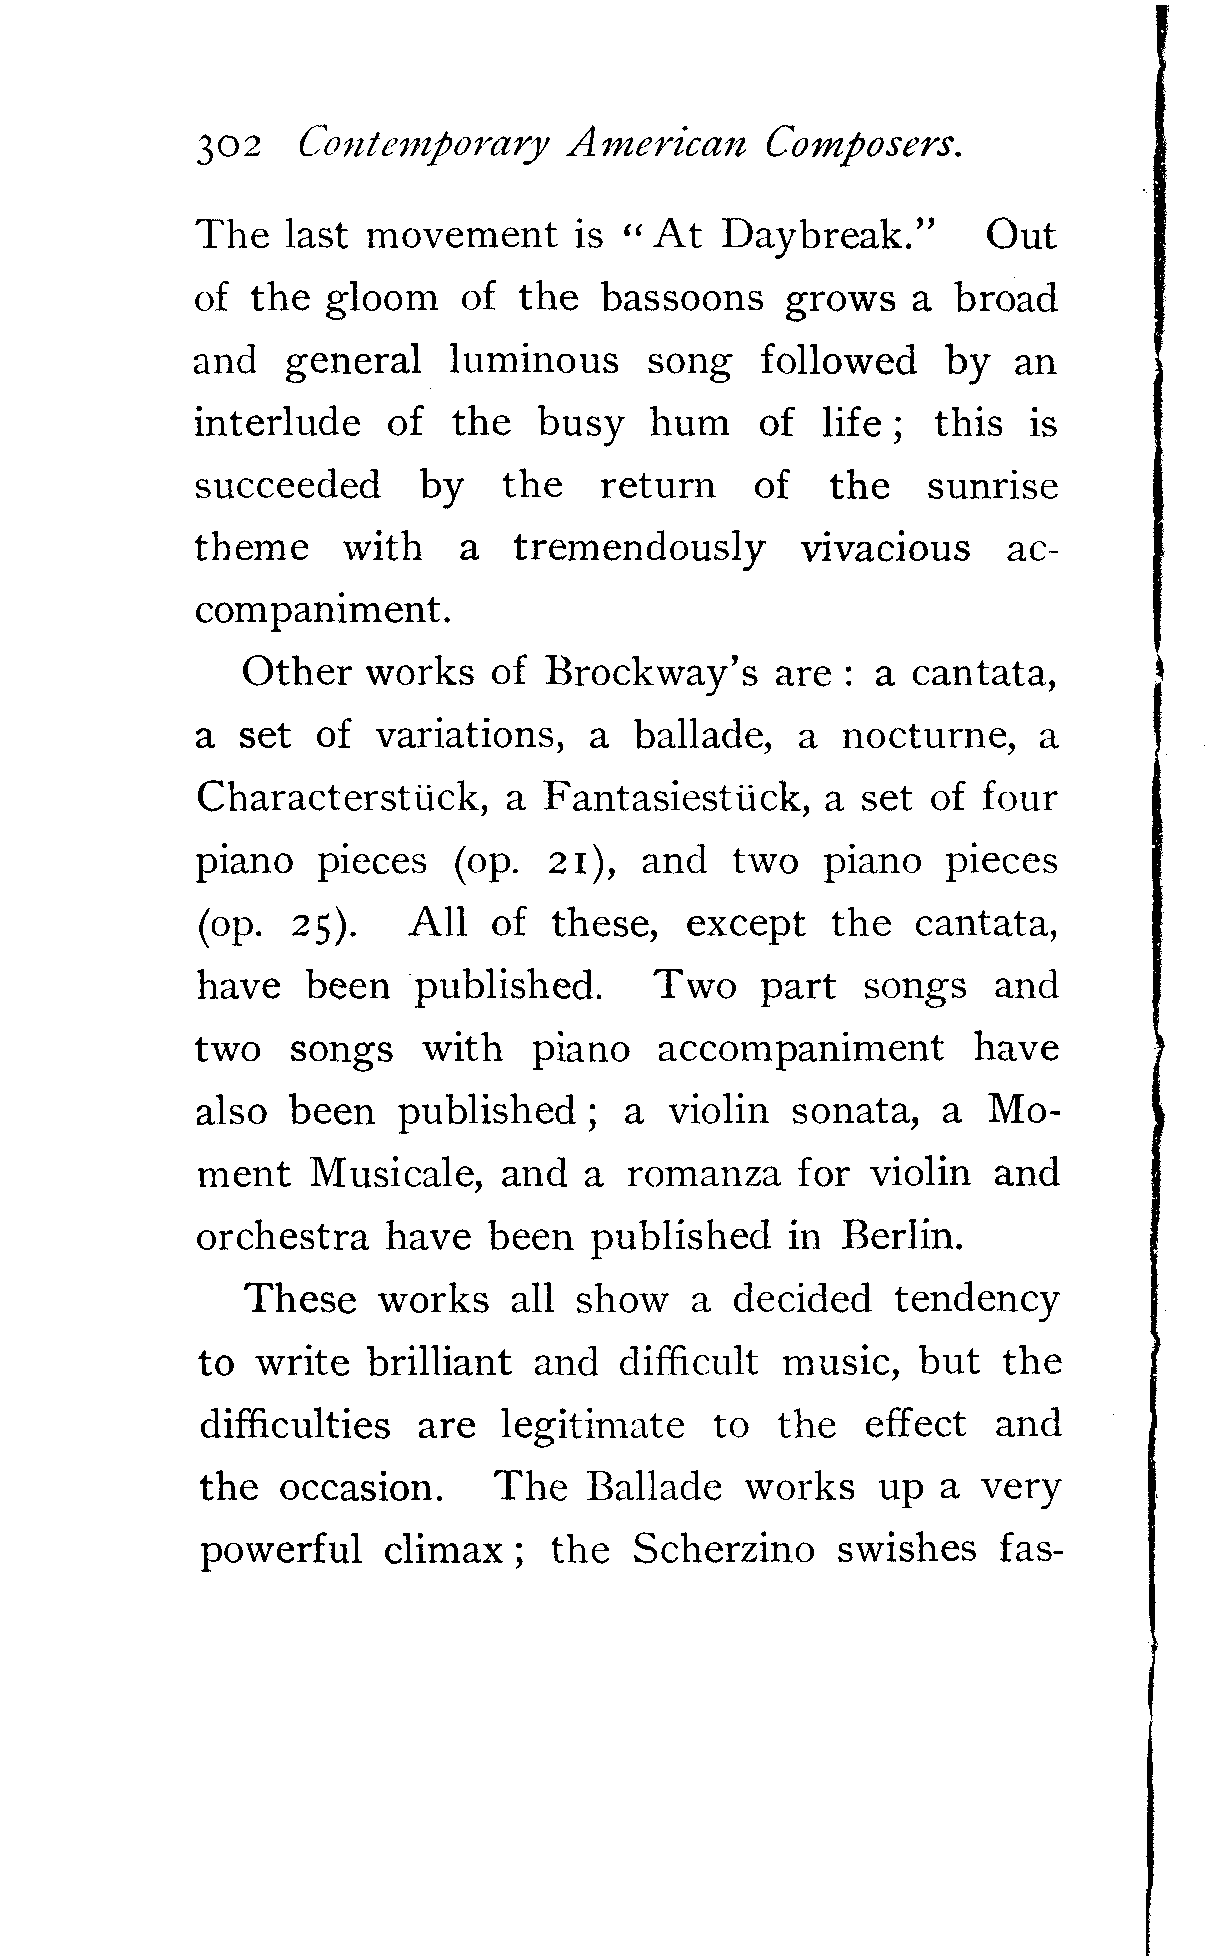 302 Contemporary American Composers.
The last movement is “At Daybreak.” Out
of the gloom of the bassoons grows a broad
and general luminous song followed by an
interlude of the busy hum of life; this is
succeeded by the return of the sunrise
theme with a tremendously vivacious ac-
companiment.
Other works of Brockway’s are: a cantata,
a set of variations, a ballade, a nocturne, a
Characterstück, a Fantasiestück, a set of four
piano pieces (op. 21), and two piano pieces
(op. 25). All of these, except the cantata,
have been published. Two part songs and
two songs with piano accompaniment have
also been published; a violin sonata, a Mo-
ment Musicale, and a romanza for violin and
orchestra have been published in Berlin.
These works all show a decided tendency
to write brilliant and difficult music, but the
difficulties are legitimate to the effect and
the occasion. The Ballade works up a very
powerful climax; the Scherzino swishes fas-